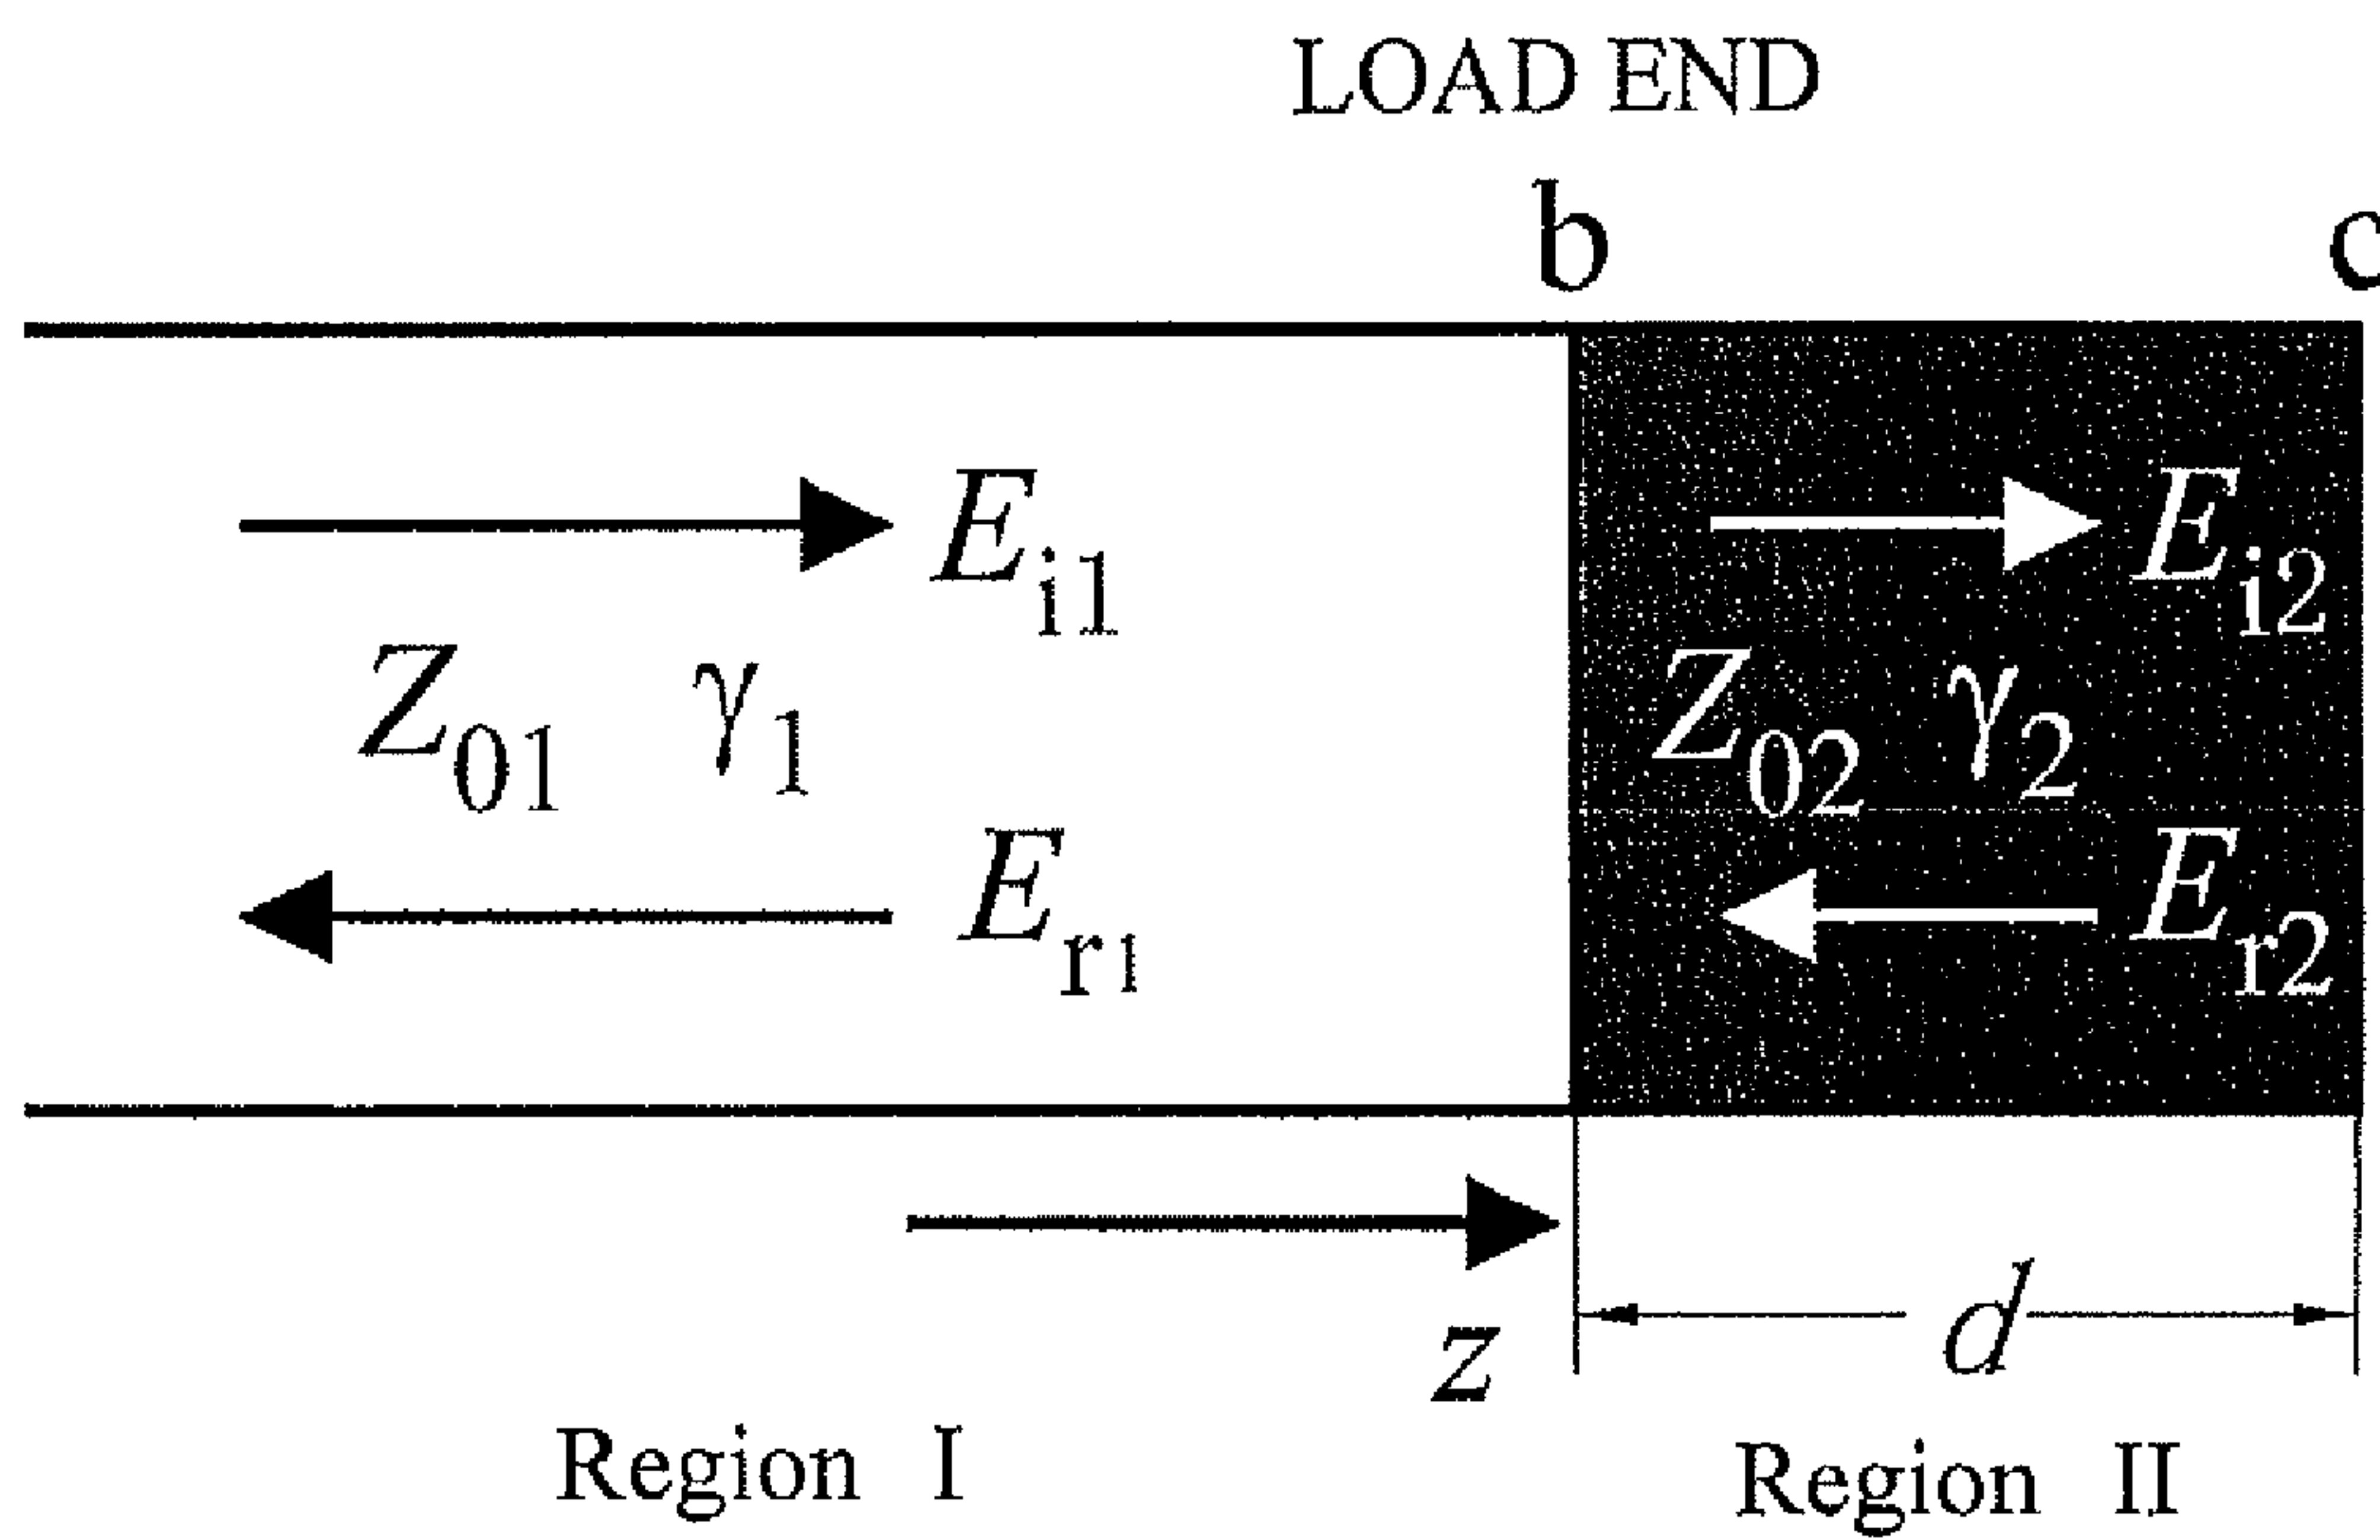 LOAD END
b c
E_i1 E_i2
Z_01 γ_1 Z_02 γ_2
E_r1 E_r2
z d
Region I Region II